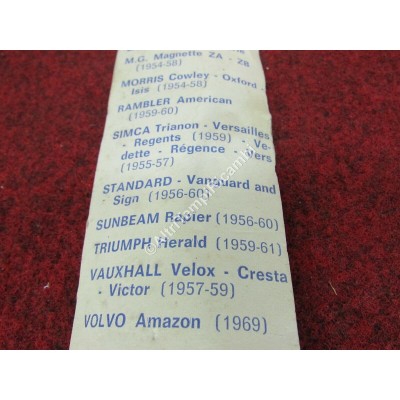 M.G. Magnette ZA - ZB
(1954-58)
MORRIS Cowley - Oxford -
Isis (1954-58)
RAMBLER American
(1959-60)
SIMCA Trianon - Versailles
- Regents (1959) - Ve-
dette - Régence - Vers
(1955-57)
STANDARD - Vanguard and
Sign (1956-60)
SUNBEAM Rapier (1956-60)
TRIUMPH Herald (1959-61)
VAUXHALL Velox - Cresta
- Victor (1957-59)
VOLVO Amazon (1969)